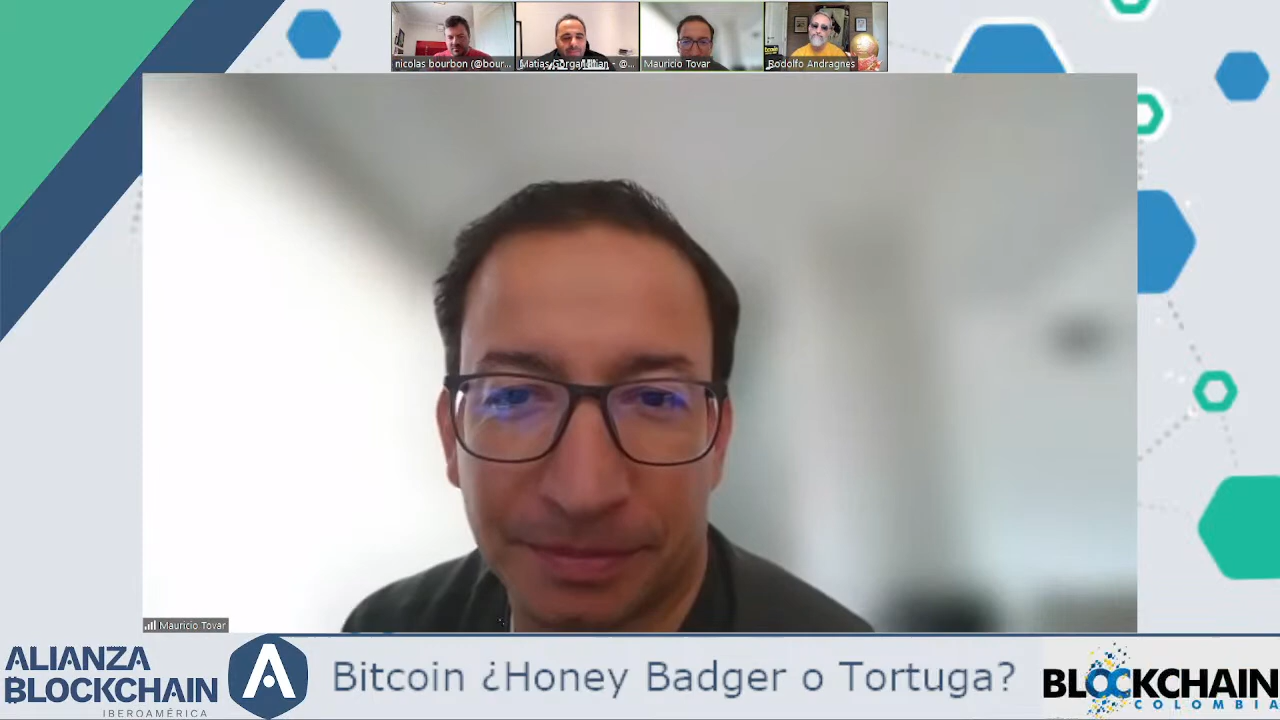 nicolas bourbon (@bour...
Mauricio Tovar
Rodolfo Andragnes
Mauricio Tovar
ALIANZA
BLOCKCHAIN
IBEROAMÉRICA
Bitcoin ¿Honey Badger o Tortuga?
BLOCKCHAIN
COLOMBIA